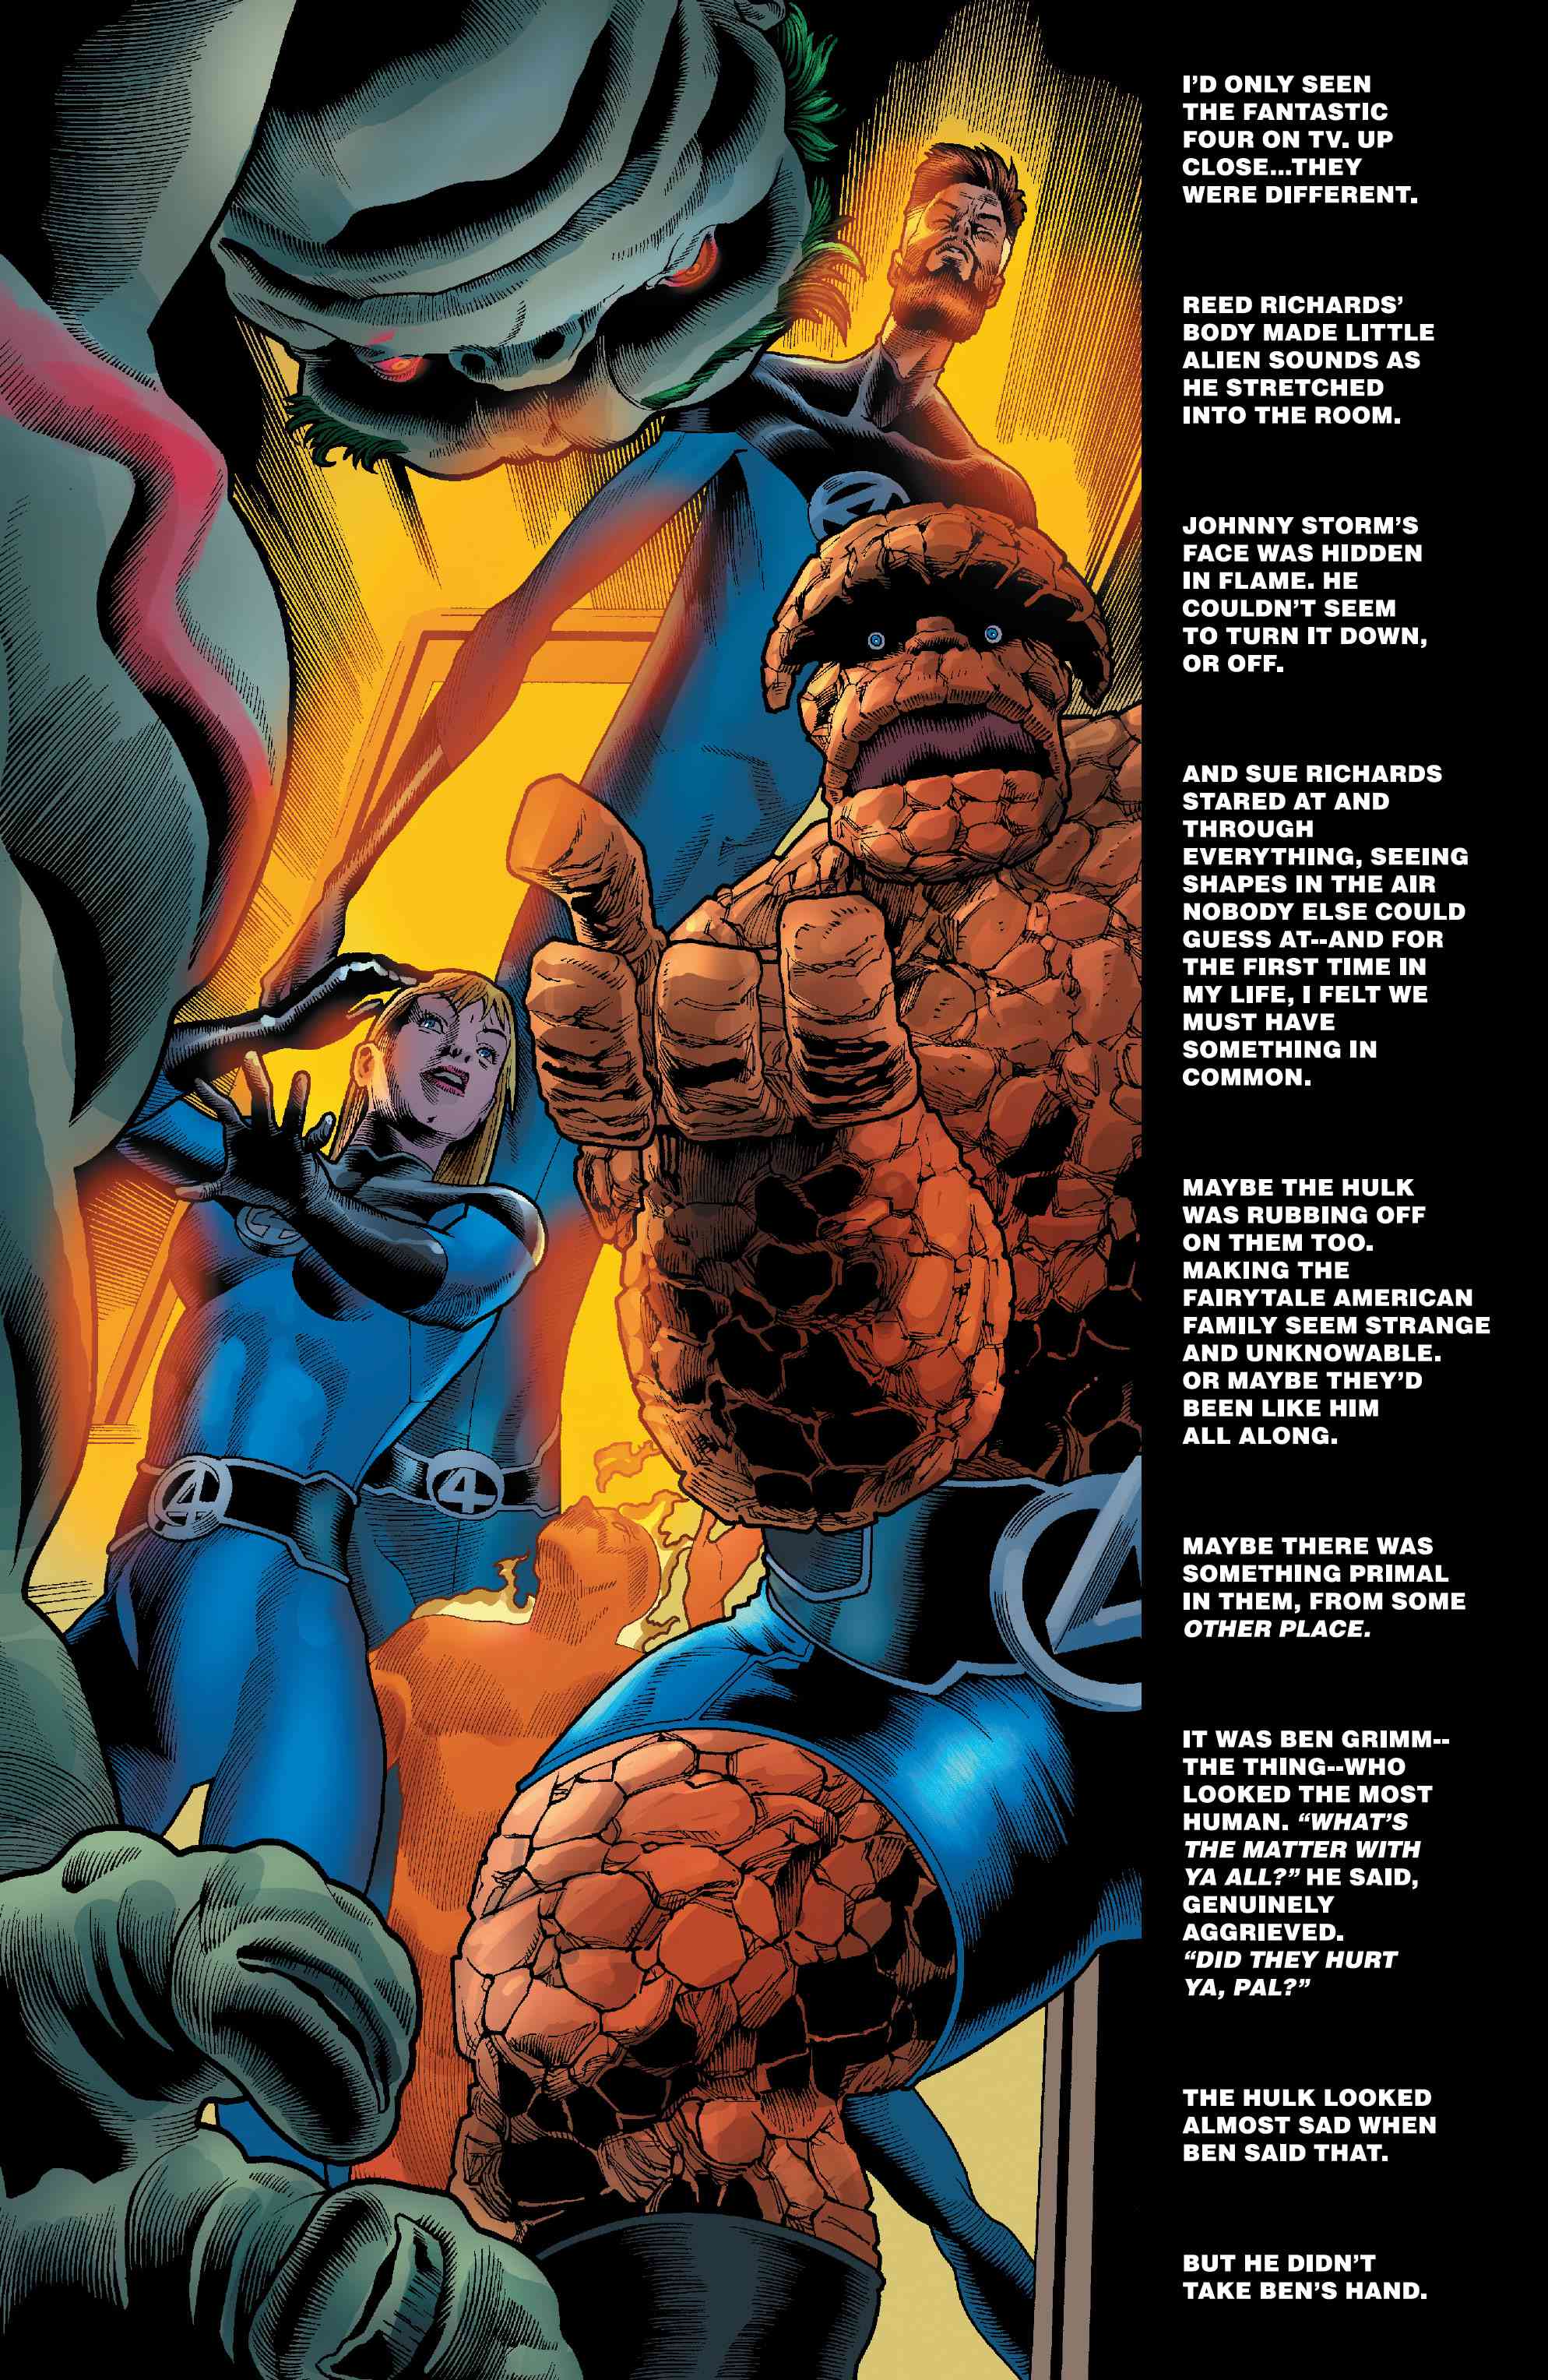 I'D ONLY SEEN
THE FANTASTIC
FOUR ON TV. UP
CLOSE...THEY
WERE DIFFERENT.
REED RICHARDS'
BODY MADE LITTLE
ALIEN SOUNDS AS
HE STRETCHED
INTO THE ROOM.
JOHNNY STORM'S
FACE WAS HIDDEN
IN FLAME. HE
COULDN'T SEEM
TO TURN IT DOWN,
OR OFF.
AND SUE RICHARDS
STARED AT AND
THROUGH
EVERYTHING, SEEING
SHAPES IN THE AIR
NOBODY ELSE COULD
GUESS AT--AND FOR
THE FIRST TIME IN
MY LIFE, I FELT WE
MUST HAVE
SOMETHING IN
COMMON.
MAYBE THE HULK
WAS RUBBING OFF
ON THEM TOO.
MAKING THE
FAIRYTALE AMERICAN
FAMILY SEEM STRANGE
AND UNKNOWABLE.
OR MAYBE THEY'D
BEEN LIKE HIM
ALL ALONG.
MAYBE THERE WAS
SOMETHING PRIMAL
IN THEM, FROM SOME
OTHER PLACE.
IT WAS BEN GRIMM--
THE THING--WHO
LOOKED THE MOST
HUMAN. “WHAT'S
THE MATTER WITH
YA ALL?” HE SAID,
GENUINELY
AGGRIEVED.
“DID THEY HURT
YA, PAL?”
THE HULK LOOKED
ALMOST SAD WHEN
BEN SAID THAT.
BUT HE DIDN'T
TAKE BEN'S HAND.
4
4
4
4
4